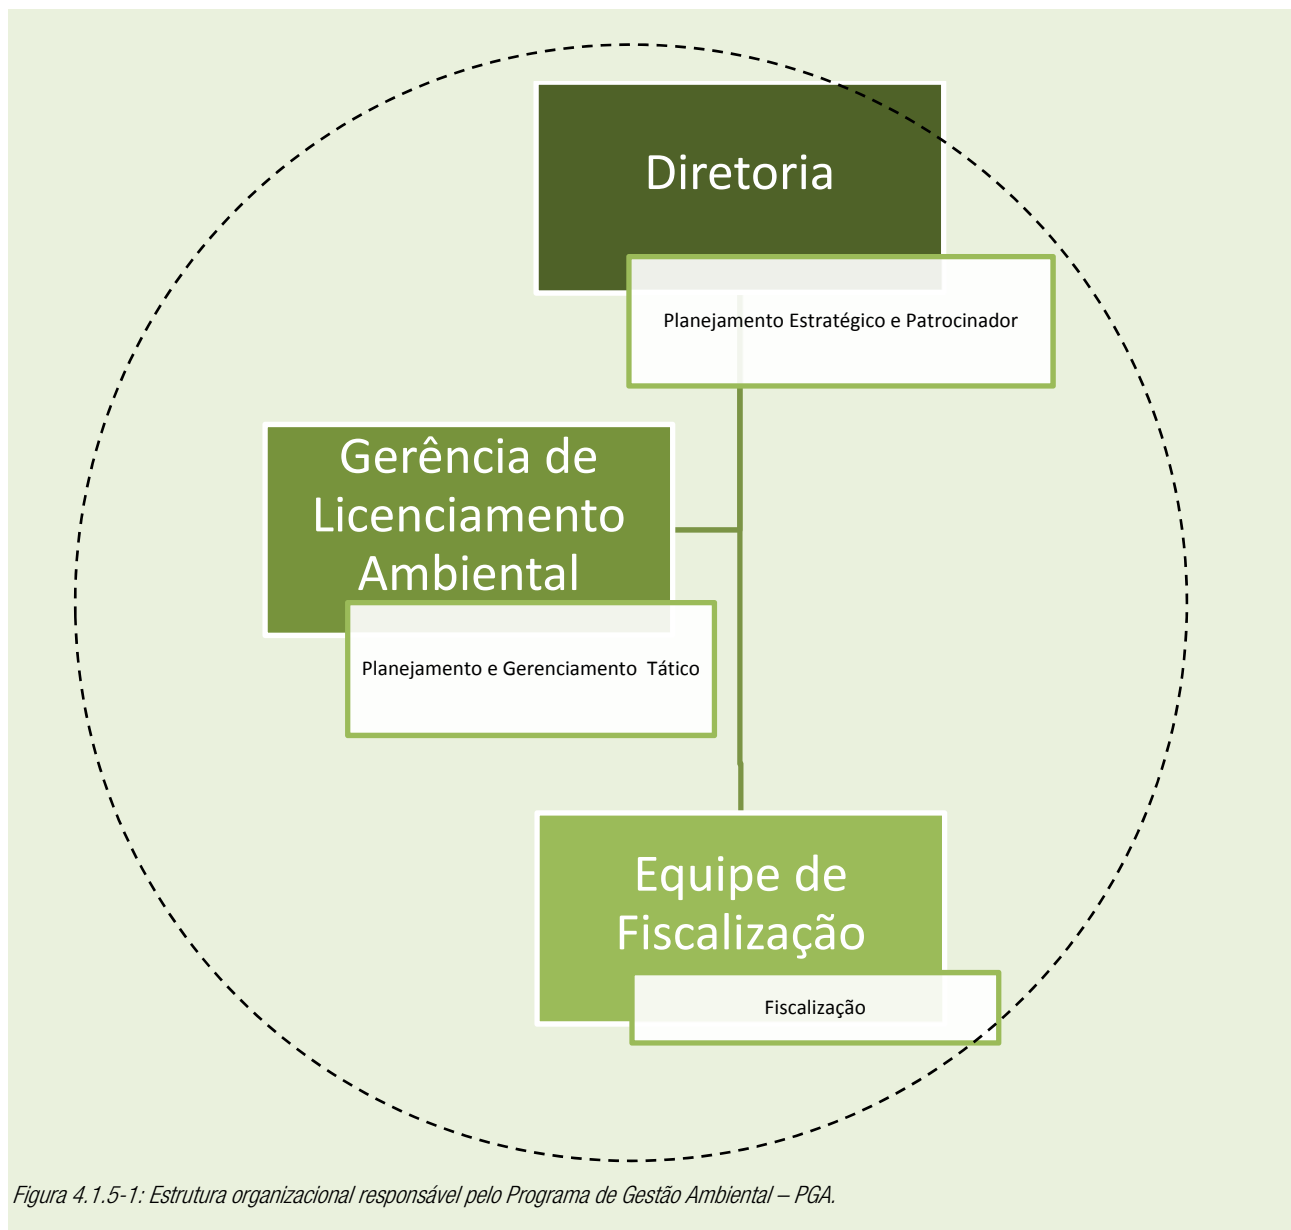 Diretoria
Planejamento Estratégico e Patrocinador
Gerência de
Licenciamento
Ambiental
Planejamento e Gerenciamento  Tático
Equipe de
Fiscalização
Fiscalização
Figura 4.1.5-1: Estrutura organizacional responsável pelo Programa de Gestão Ambiental – PGA.